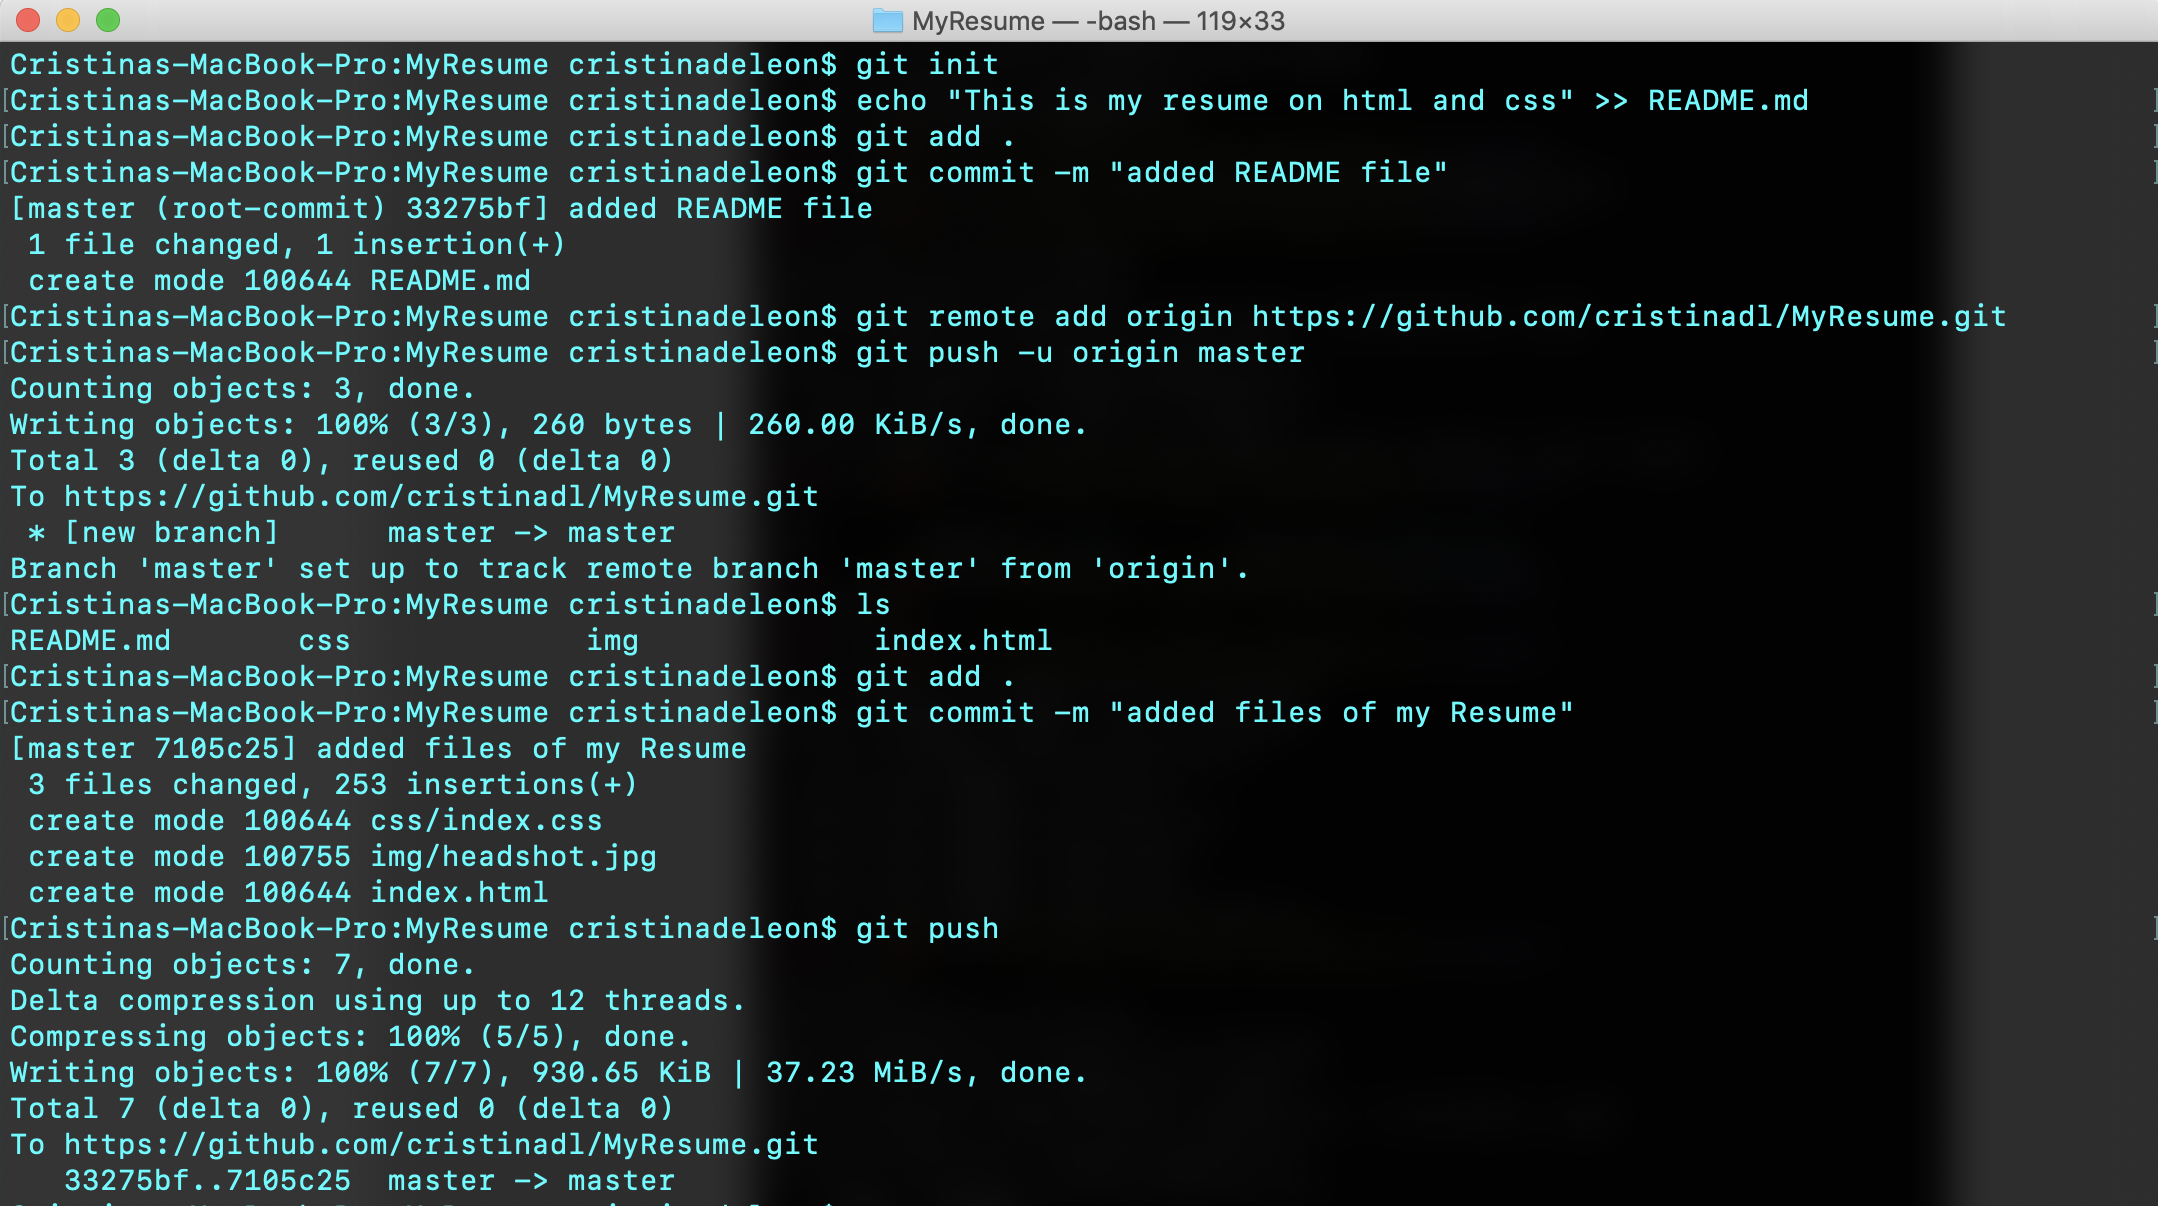 MyResume — -bash — 119×33
Cristinas-MacBook-Pro:MyResume cristinadeleon$ git init
[Cristinas-MacBook-Pro:MyResume cristinadeleon$ echo "This is my resume on html and css" >> README.md ]
[Cristinas-MacBook-Pro:MyResume cristinadeleon$ git add . ]
[Cristinas-MacBook-Pro:MyResume cristinadeleon$ git commit -m "added README file" ]
[master (root-commit) 33275bf] added README file
 1 file changed, 1 insertion(+)
 create mode 100644 README.md
[Cristinas-MacBook-Pro:MyResume cristinadeleon$ git remote add origin https://github.com/cristinadl/MyResume.git ]
[Cristinas-MacBook-Pro:MyResume cristinadeleon$ git push -u origin master ]
Counting objects: 3, done.
Writing objects: 100% (3/3), 260 bytes | 260.00 KiB/s, done.
Total 3 (delta 0), reused 0 (delta 0)
To https://github.com/cristinadl/MyResume.git
 * [new branch]      master -> master
Branch 'master' set up to track remote branch 'master' from 'origin'.
[Cristinas-MacBook-Pro:MyResume cristinadeleon$ ls ]
README.md       css             img             index.html
[Cristinas-MacBook-Pro:MyResume cristinadeleon$ git add . ]
[Cristinas-MacBook-Pro:MyResume cristinadeleon$ git commit -m "added files of my Resume" ]
[master 7105c25] added files of my Resume
 3 files changed, 253 insertions(+)
 create mode 100644 css/index.css
 create mode 100755 img/headshot.jpg
 create mode 100644 index.html
[Cristinas-MacBook-Pro:MyResume cristinadeleon$ git push ]
Counting objects: 7, done.
Delta compression using up to 12 threads.
Compressing objects: 100% (5/5), done.
Writing objects: 100% (7/7), 930.65 KiB | 37.23 MiB/s, done.
Total 7 (delta 0), reused 0 (delta 0)
To https://github.com/cristinadl/MyResume.git
   33275bf..7105c25  master -> master